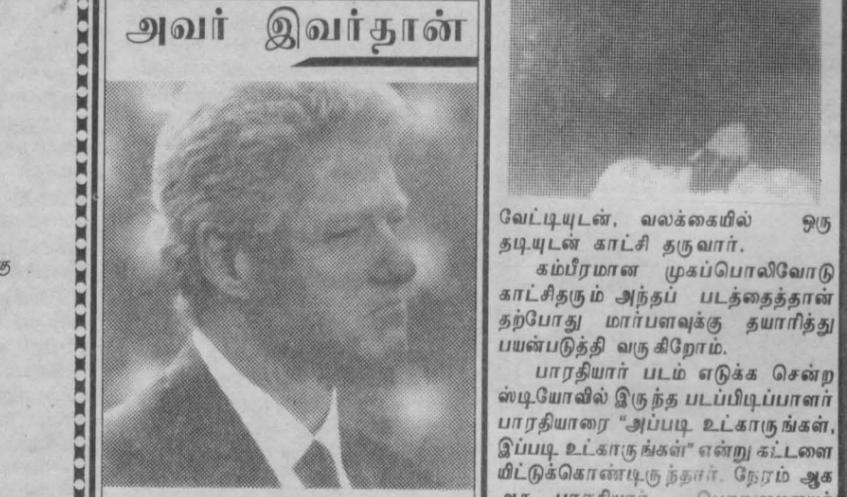 அவர் இவர்தான்
கு
வேட்டியுடன், வலக்கையில் ஒரு
தடியுடன் காட்சி தருவார்.
கம்பீரமான முகப்பொலிவோடு
காட்சிதரும் அந்தப் படத்தைத்தான்
தற்போது மார்பளவுக்கு தயாரித்து
பயன்படுத்தி வருகிறோம்.
பாரதியார் படம் எடுக்க சென்ற
ஸ்டியோவில் இருந்த படப்பிடிப்பாளர்
பாரதியாரை "அப்படி உட்காருங்கள்,
இப்படி உட்காருங்கள்" என்று கட்டளை
யிட்டுக்கொண்டிருந்தார். நேரம் ஆக